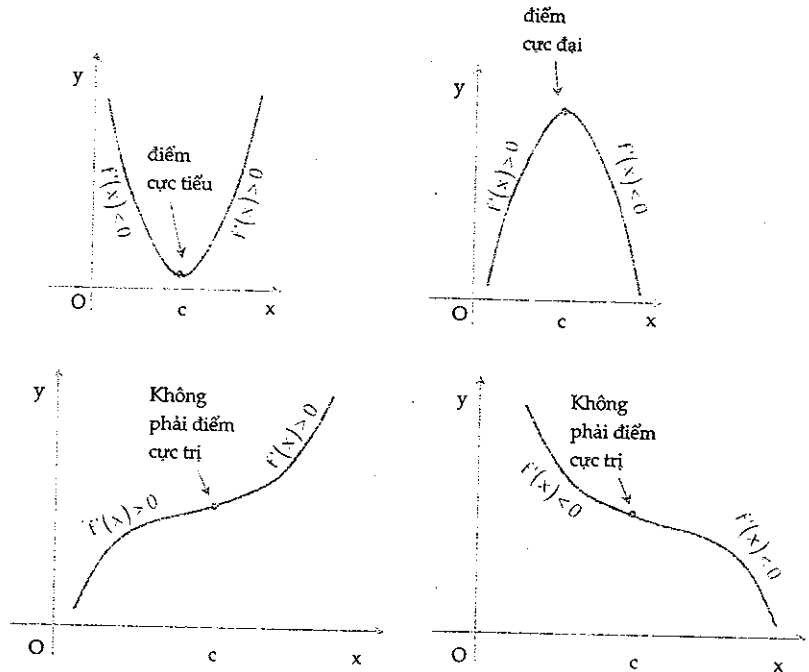 y
điểm
cực tiểu
f'(x)<0
f'(x)>0
O
c
x
điểm
cực đại
y
f'(x)>0
f'(x)<0
O
c
x
y
Không
phải điểm
cực trị
f'(x)>0
f'(x)>0
O
c
x
y
Không
phải điểm
cực trị
f'(x)<0
f'(x)<0
O
c
x